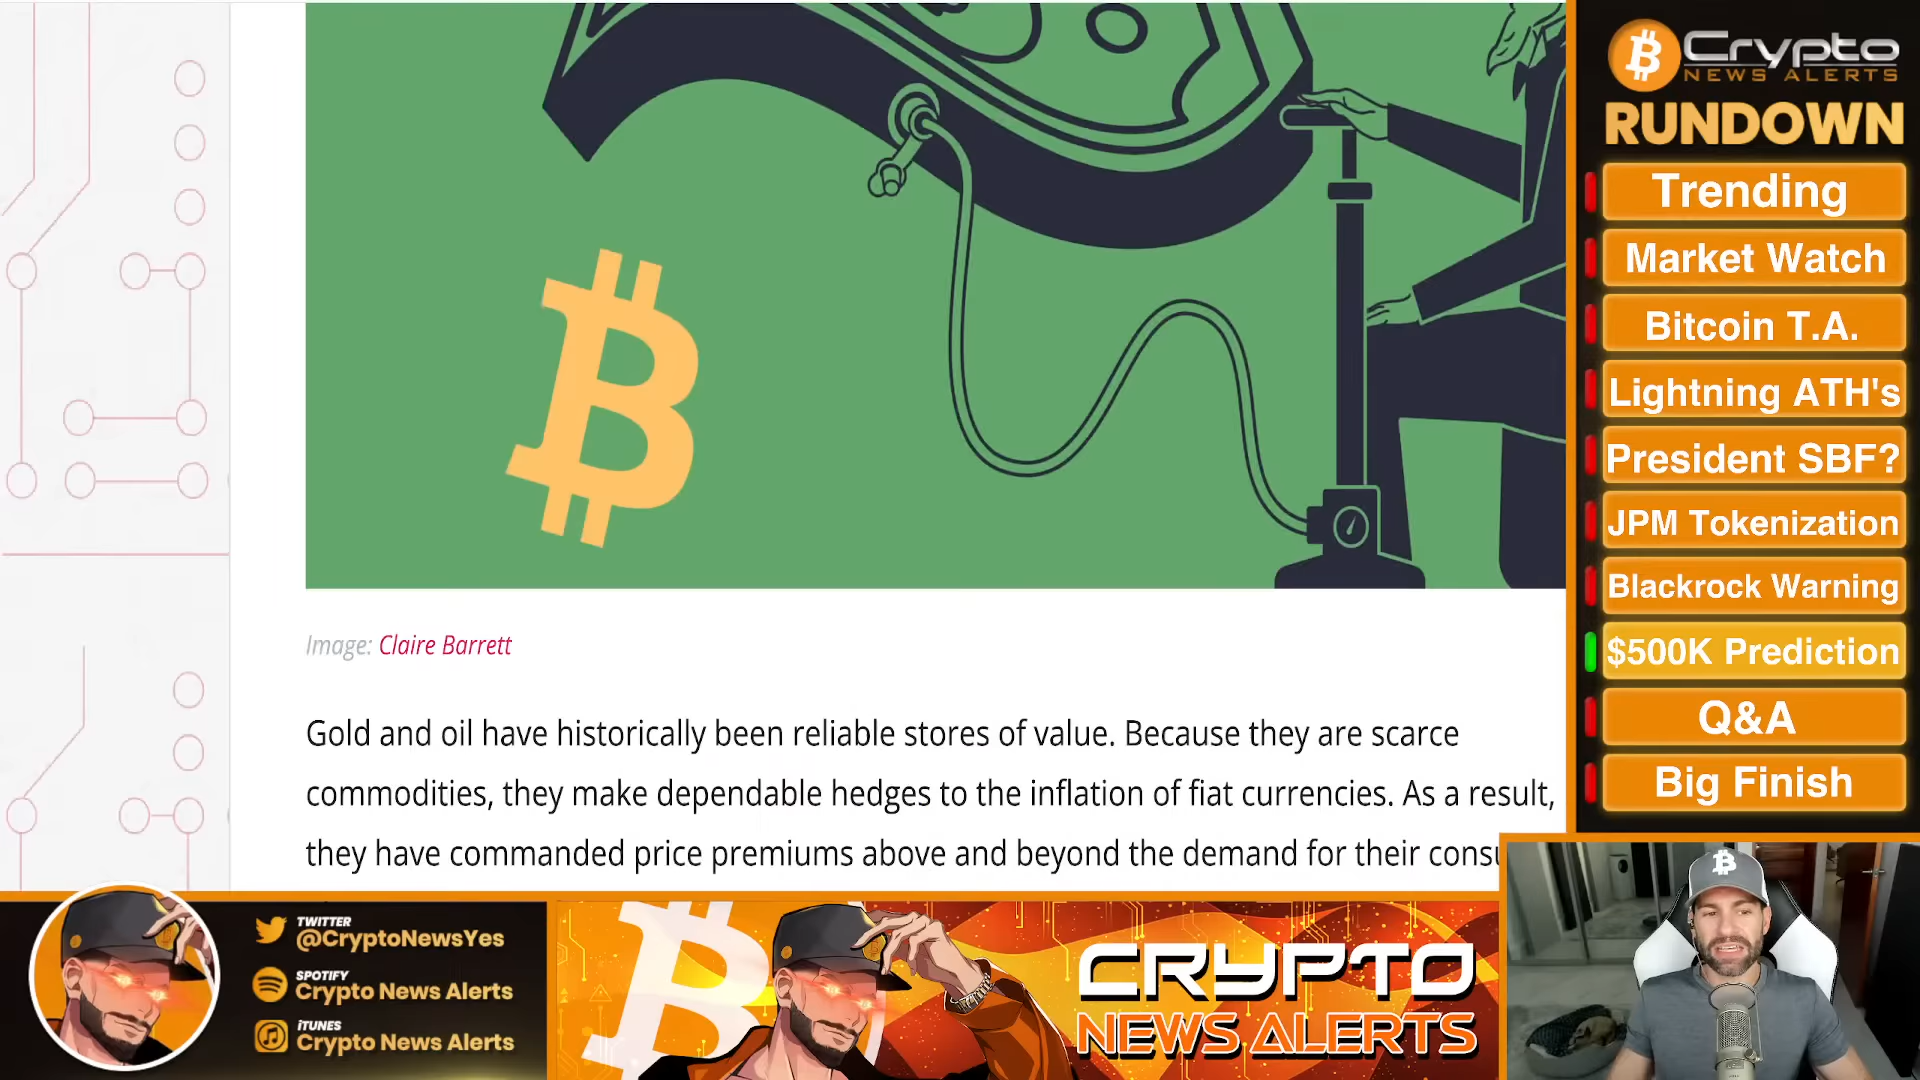 Image: Claire Barrett
Gold and oil have historically been reliable stores of value. Because they are scarce
commodities, they make dependable hedges to the inflation of fiat currencies. As a result,
they have commanded price premiums above and beyond the demand for their consu
Crypto
NEWS ALERTS
RUNDOWN
Trending
Market Watch
Bitcoin T.A.
Lightning ATH's
President SBF?
JPM Tokenization
Blackrock Warning
$500K Prediction
Q&A
Big Finish
TWITTER
@CryptoNewsYes
SPOTIFY
Crypto News Alerts
iTUNES
Crypto News Alerts
CRYPTO
NEWS ALERTS